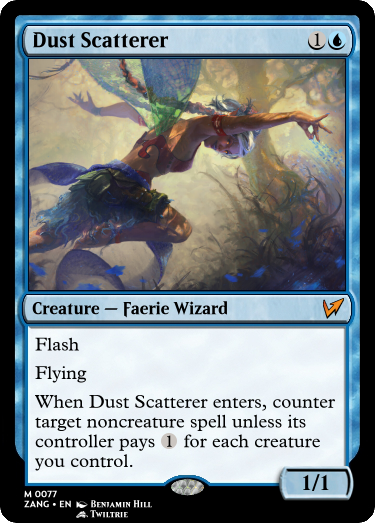 Dust Scatterer 1
Creature — Faerie Wizard
Flash
Flying
When Dust Scatterer enters, counter
target noncreature spell unless its
controller pays 1 for each creature
you control.
1/1
M 0077
ZANG • EN Benjamin Hill
Twiltrie